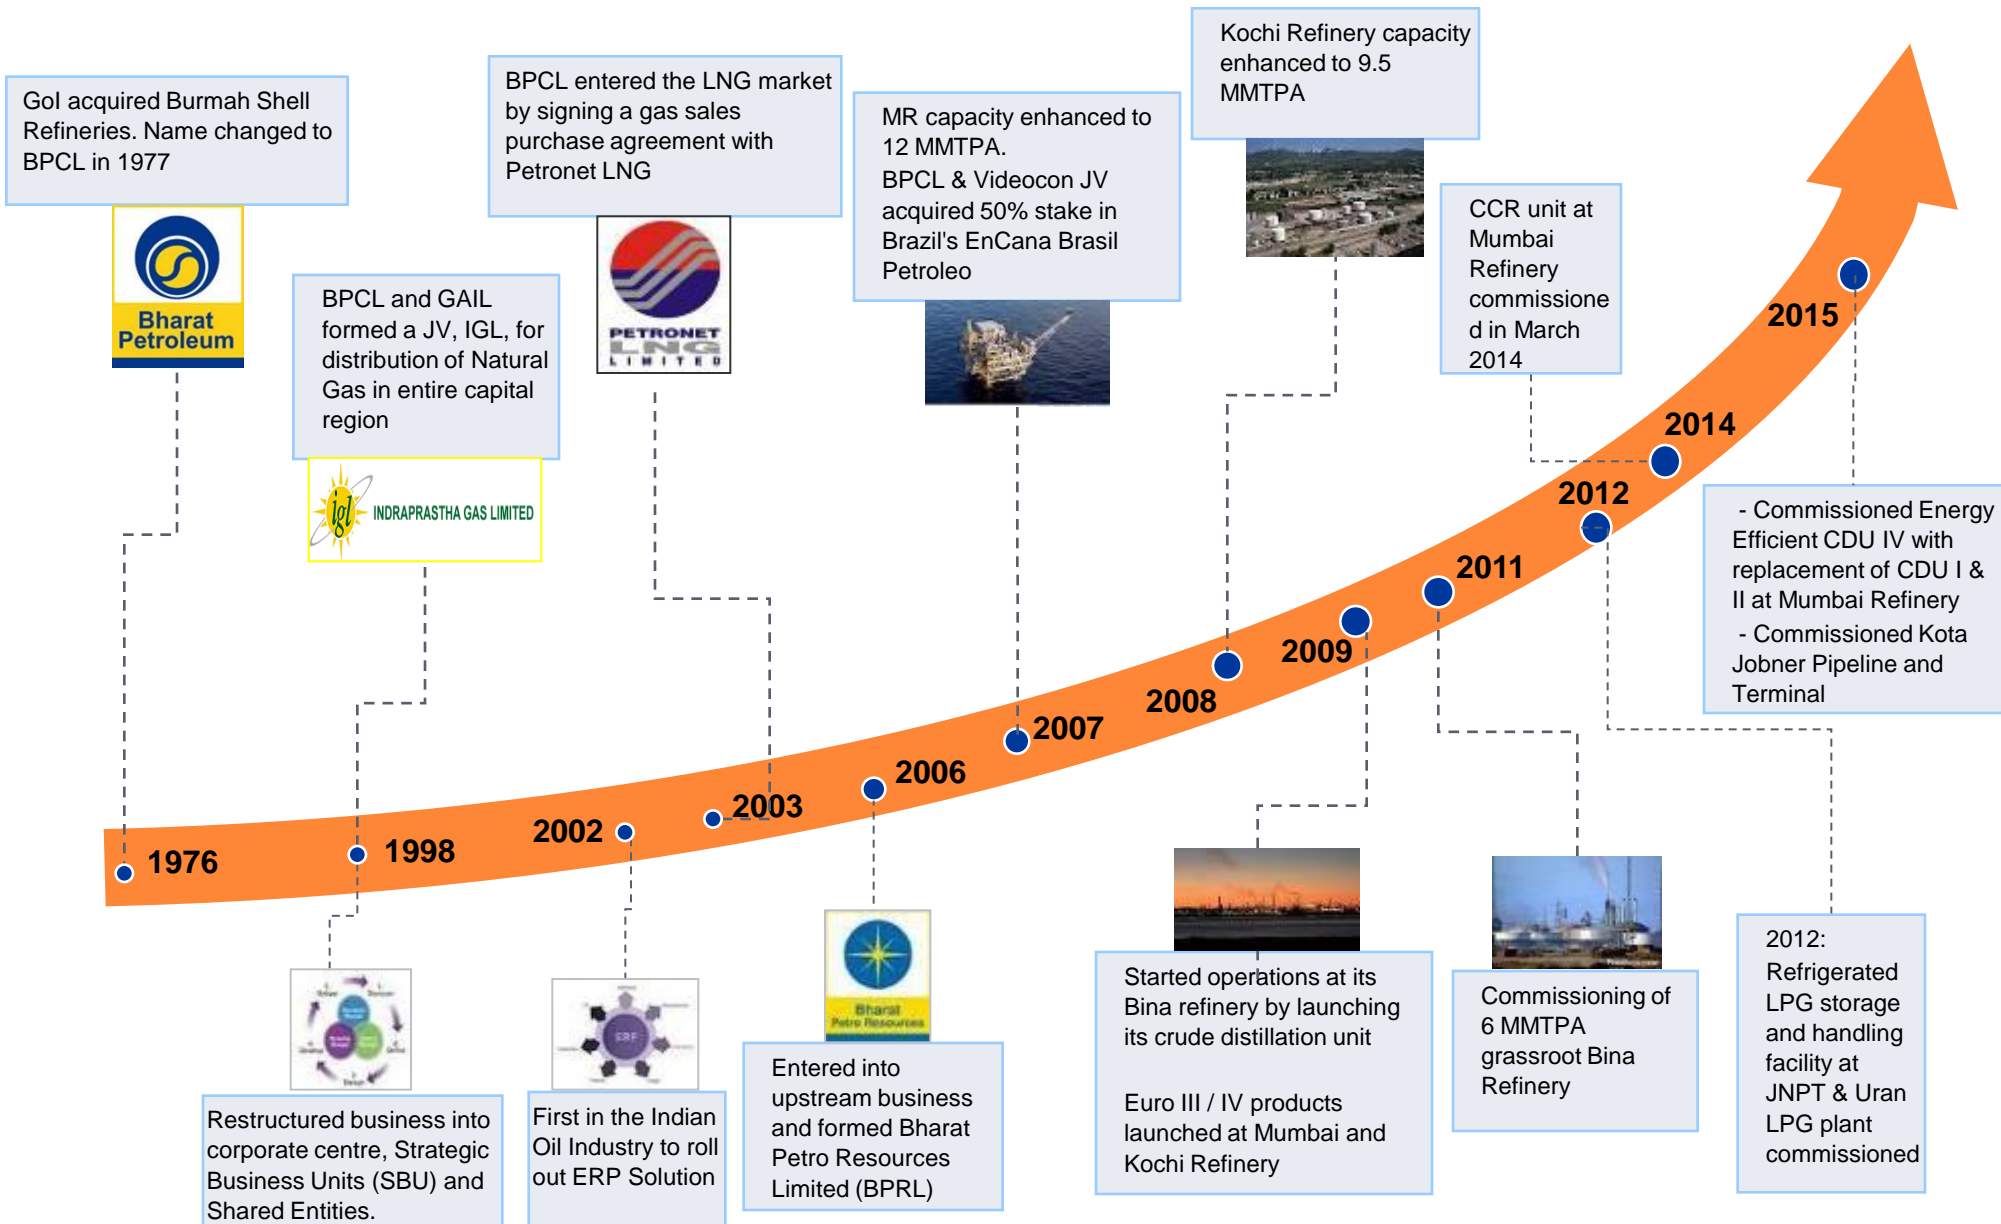 GoI acquired Burmah Shell
Refineries. Name changed to
BPCL in 1977
Bharat
Petroleum
BPCL and GAIL
formed a JV, IGL, for
distribution of Natural
Gas in entire capital
region
igl
INDRAPRASTHA GAS LIMITED
BPCL entered the LNG market
by signing a gas sales
purchase agreement with
Petronet LNG
PETRONET
LNG
LIMITED
MR capacity enhanced to
12 MMTPA.
BPCL & Videocon JV
acquired 50% stake in
Brazil's EnCana Brasil
Petroleo
Kochi Refinery capacity
enhanced to 9.5
MMTPA
CCR unit at
Mumbai
Refinery
commissione
d in March
2014
1976
1998
2002
2003
2006
2007
2008
2009
2011
2012
2014
2015
- Commissioned Energy
Efficient CDU IV with
replacement of CDU I &
II at Mumbai Refinery
- Commissioned Kota
Jobner Pipeline and
Terminal
Restructured business into
corporate centre, Strategic
Business Units (SBU) and
Shared Entities.
First in the Indian
Oil Industry to roll
out ERP Solution
Bharat
Petro Resources
Entered into
upstream business
and formed Bharat
Petro Resources
Limited (BPRL)
Started operations at its
Bina refinery by launching
its crude distillation unit
Euro III / IV products
launched at Mumbai and
Kochi Refinery
Commissioning of
6 MMTPA
grassroot Bina
Refinery
2012:
Refrigerated
LPG storage
and handling
facility at
JNPT & Uran
LPG plant
commissioned